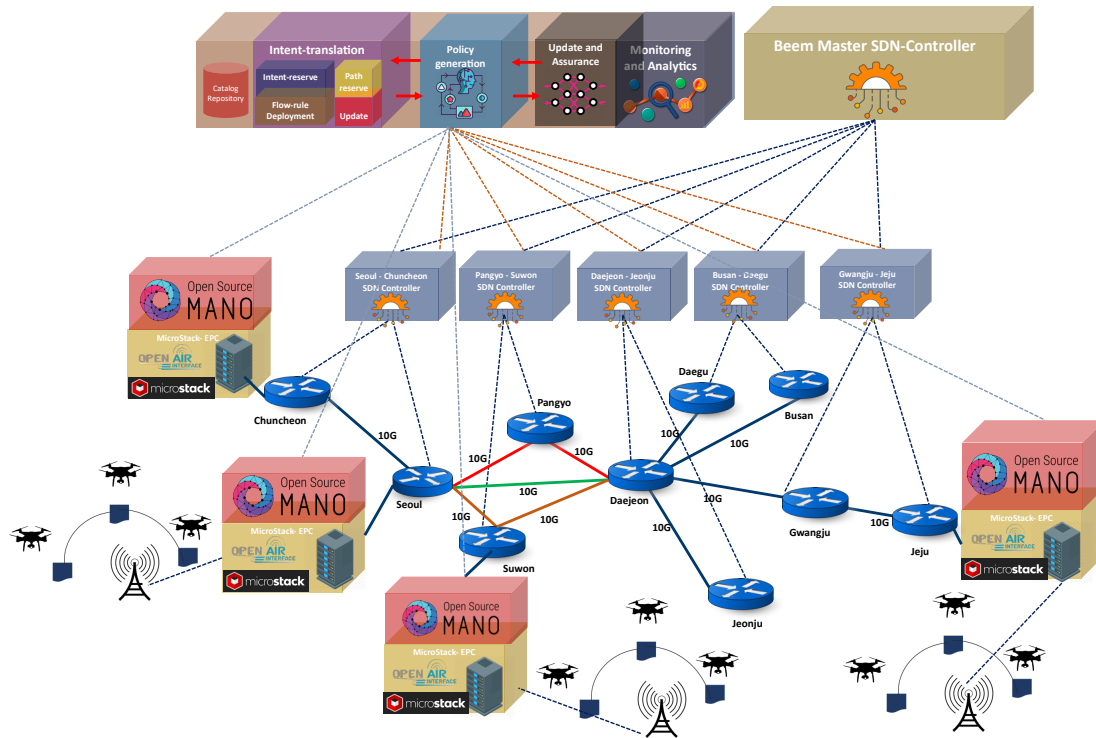 Intent-translation
Catalog
Repository
Intent-reserve
Flow-rule
Deployment
Path
reserve
Update
Policy
generation
Update and
Assurance
Monitoring
and Analytics
Beem Master SDN-Controller
Seoul - Chuncheon
SDN Controller
Pangyo - Suwon
SDN Controller
Daejeon - Jeonju
SDN Controller
Busan - Daegu
SDN Controller
Gwangju - Jeju
SDN Controller
Open Source
MANO
MicroStack- EPC
OPEN AIR
INTERFACE
microstack
Chuncheon
10G
Pangyo
10G
10G
Daegu
10G
Busan
10G
Seoul
10G
Daejeon
10G
10G
Suwon
10G
10G
Gwangju
10G
Jeju
Jeonju
Open Source
MANO
MicroStack- EPC
OPEN AIR
INTERFACE
microstack
Open Source
MANO
MicroStack- EPC
OPEN AIR
INTERFACE
microstack
Open Source
MANO
MicroStack- EPC
OPEN AIR
INTERFACE
microstack